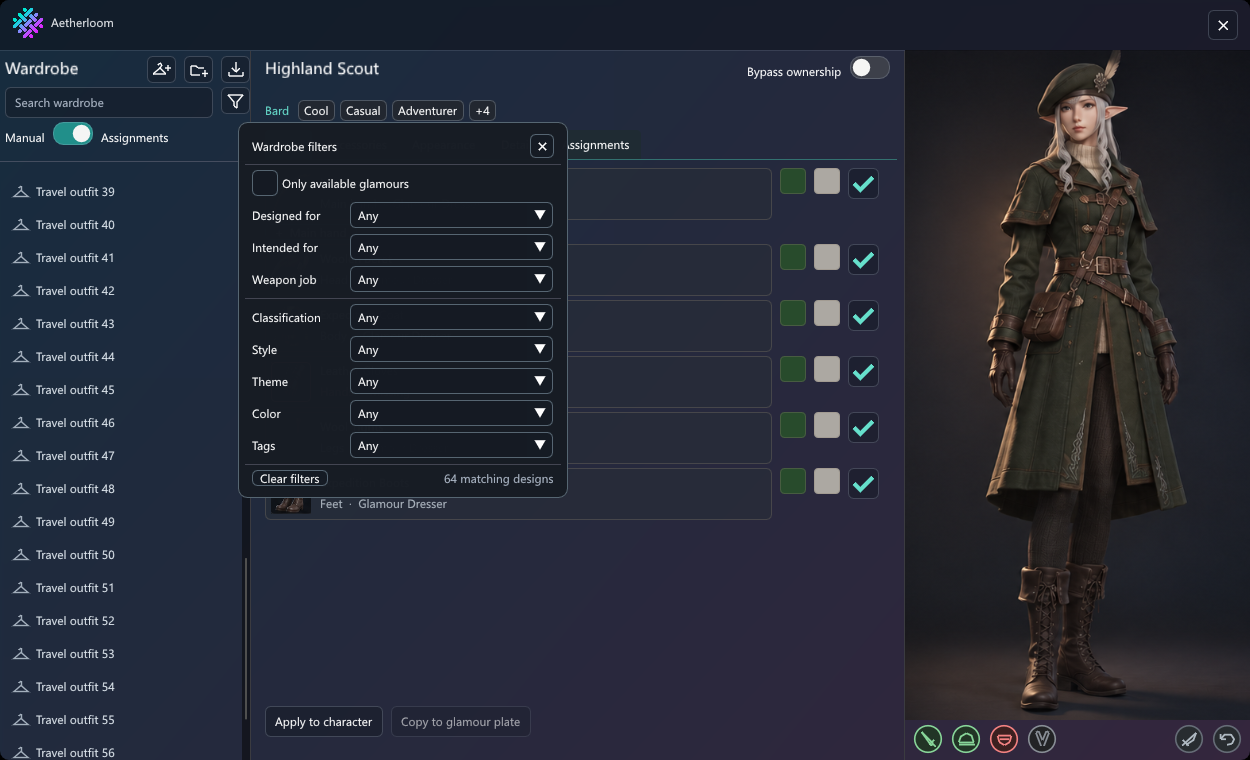 Aetherloom
Wardrobe
Search wardrobe
Manual
Assignments
Travel outfit 39
Travel outfit 40
Travel outfit 41
Travel outfit 42
Travel outfit 43
Travel outfit 44
Travel outfit 45
Travel outfit 46
Travel outfit 47
Travel outfit 48
Travel outfit 49
Travel outfit 50
Travel outfit 51
Travel outfit 52
Travel outfit 53
Travel outfit 54
Travel outfit 55
Travel outfit 56
Highland Scout
Bypass ownership
Bard Cool Casual Adventurer +4
Assignments
Wardrobe filters
Only available glamours
Designed for Any
Intended for Any
Weapon job Any
Classification Any
Style Any
Theme Any
Color Any
Tags Any
Clear filters 64 matching designs
Feet · Glamour Dresser
Apply to character Copy to glamour plate